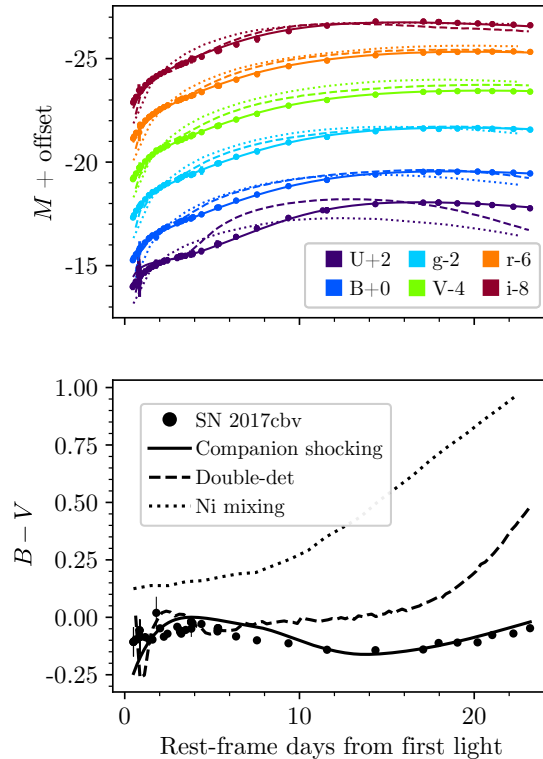 M + offset
-25
-20
-15
U+2 g-2 r-6
B+0 V-4 i-8
B−V
1.00
0.75
0.50
0.25
0.00
-0.25
SN 2017cbv
Companion shocking
Double-det
Ni mixing
0 10 20
Rest-frame days from first light